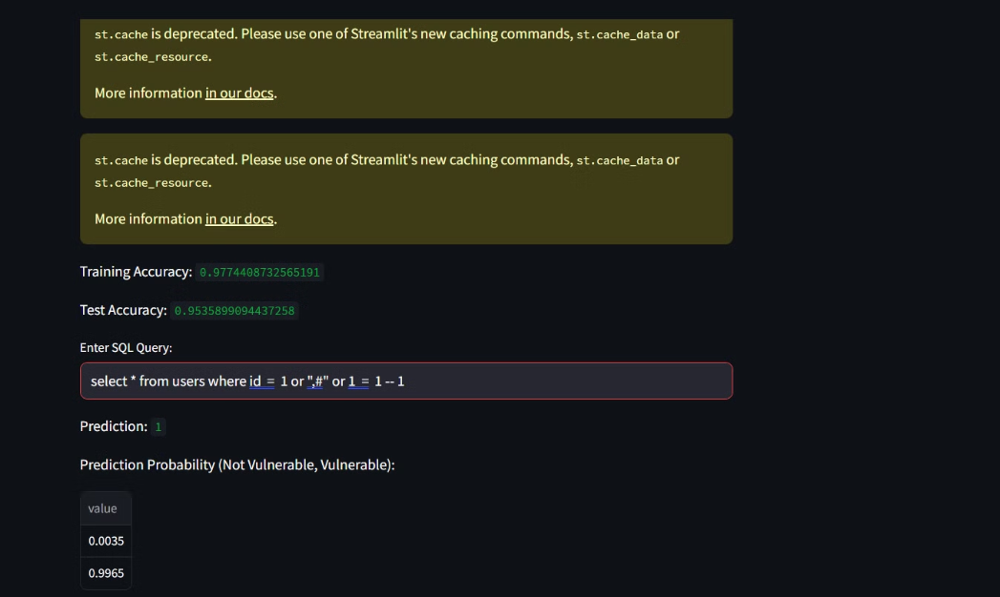 st.cache is deprecated. Please use one of Streamlit's new caching commands, st.cache_data or
st.cache_resource.
More information in our docs.
st.cache is deprecated. Please use one of Streamlit's new caching commands, st.cache_data or
st.cache_resource.
More information in our docs.
Training Accuracy: 0.9774408732565191
Test Accuracy: 0.9535899094437258
Enter SQL Query:
select * from users where id = 1 or ",#" or 1 = 1 -- 1
Prediction: 1
Prediction Probability (Not Vulnerable, Vulnerable):
value
0.0035
0.9965